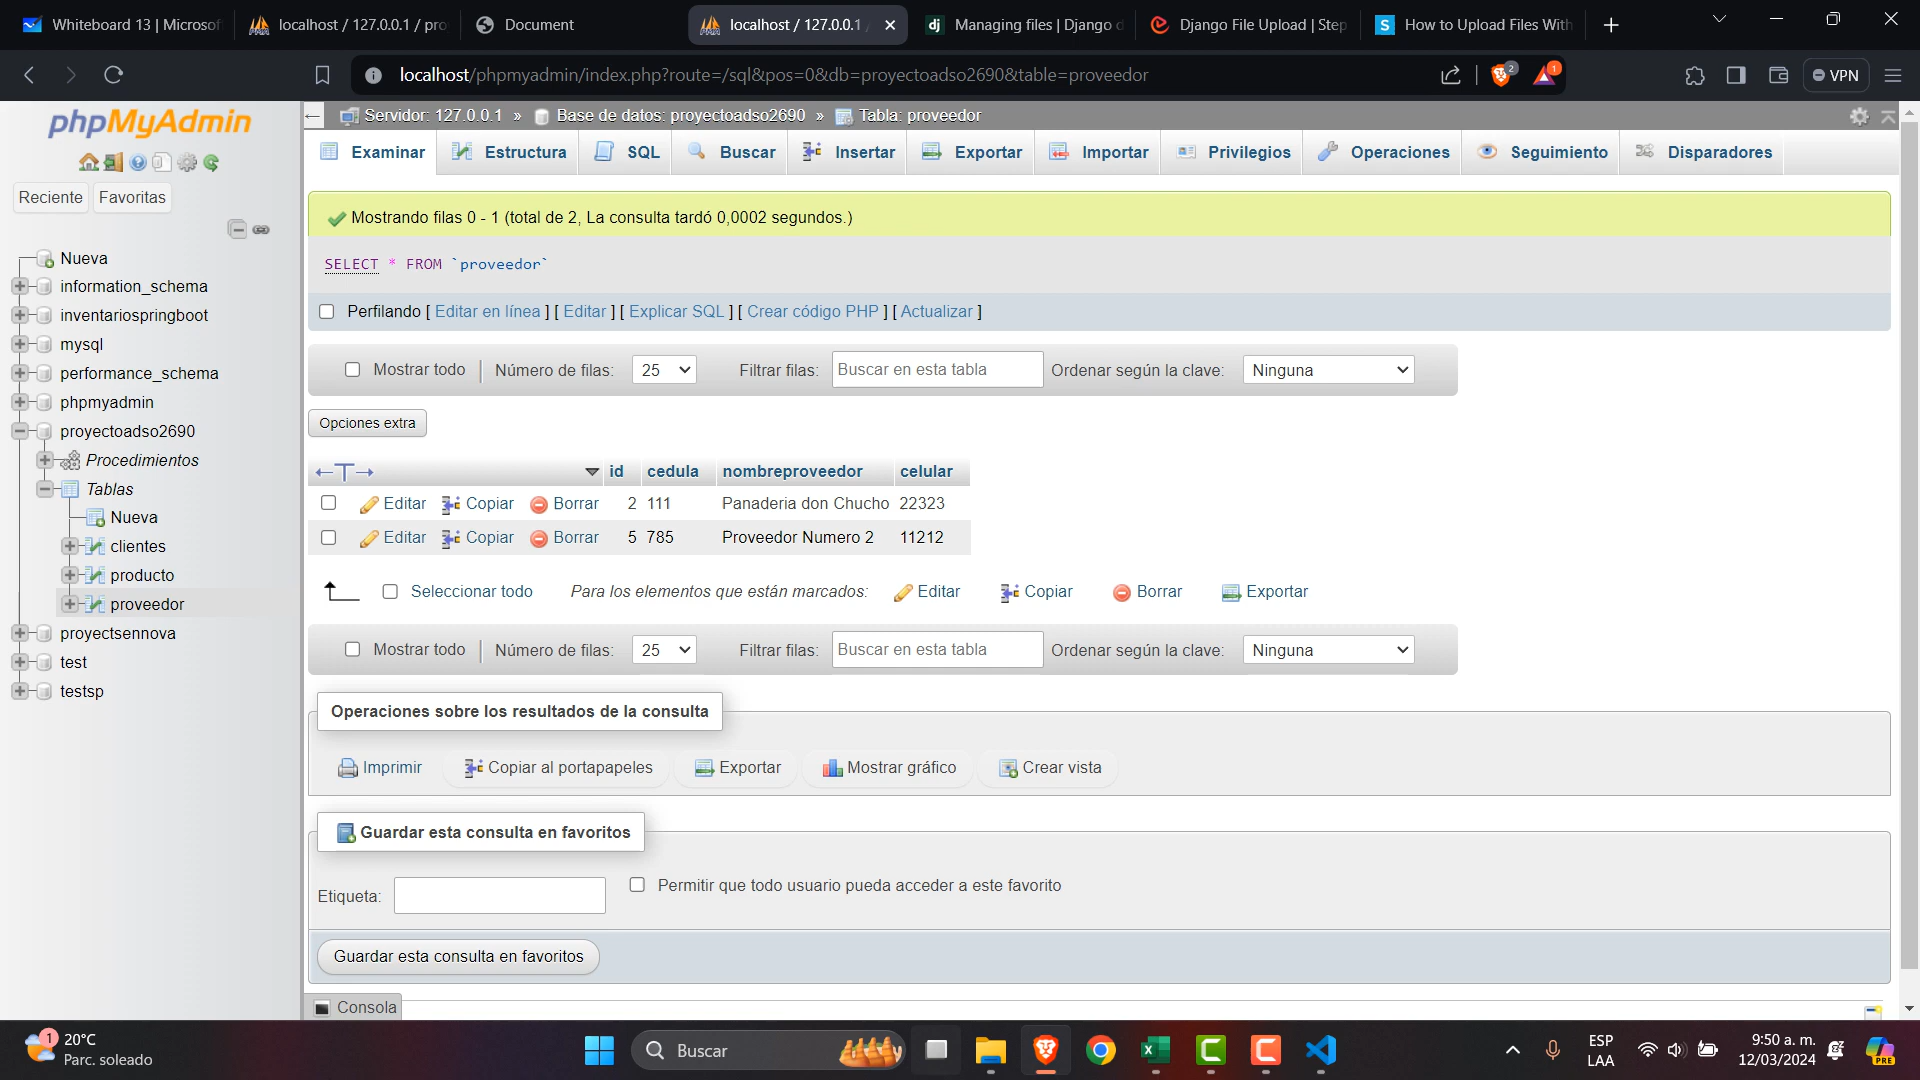 Whiteboard 13 | Microsof
localhost / 127.0.0.1 / pro
Document
localhost / 127.0.0.1 /
Managing files | Django d
Django File Upload | Step
How to Upload Files With
localhost/phpmyadmin/index.php?route=/sql&pos=0&db=proyectoadso2690&table=proveedor
2
1
VPN
phpMyAdmin
Reciente
Favoritas
Nueva
information_schema
inventariospringboot
mysql
performance_schema
phpmyadmin
proyectoadso2690
Procedimientos
Tablas
Nueva
clientes
producto
proveedor
proyectsennova
test
testsp
Servidor: 127.0.0.1 » Base de datos: proyectoadso2690 » Tabla: proveedor
Examinar
Estructura
SQL
Buscar
Insertar
Exportar
Importar
Privilegios
Operaciones
Seguimiento
Disparadores
Mostrando filas 0 - 1 (total de 2, La consulta tardó 0,0002 segundos.)
SELECT * FROM `proveedor`
Perfilando [ Editar en línea ] [ Editar ] [ Explicar SQL ] [ Crear código PHP ] [ Actualizar ]
Mostrar todo | Número de filas: 25 Filtrar filas: Buscar en esta tabla Ordenar según la clave: Ninguna
Opciones extra
←T→ id cedula nombreproveedor celular
Editar Copiar Borrar 2 111 Panaderia don Chucho 22323
Editar Copiar Borrar 5 785 Proveedor Numero 2 11212
Seleccionar todo Para los elementos que están marcados: Editar Copiar Borrar Exportar
Mostrar todo | Número de filas: 25 Filtrar filas: Buscar en esta tabla Ordenar según la clave: Ninguna
Operaciones sobre los resultados de la consulta
Imprimir Copiar al portapapeles Exportar Mostrar gráfico Crear vista
Guardar esta consulta en favoritos
Etiqueta:
Permitir que todo usuario pueda acceder a este favorito
Guardar esta consulta en favoritos
Consola
1
20°C
Parc. soleado
Buscar
ESP
LAA
9:50 a. m.
12/03/2024
PRE